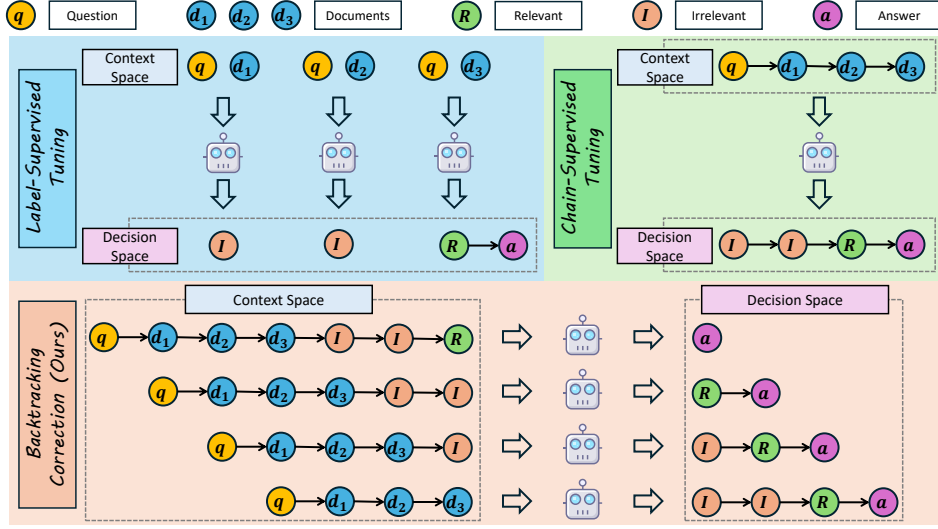 q Question d1 d2 d3 Documents R Relevant I Irrelevant a Answer
Label-Supervised
Tuning
Context
Space
q d1 q d2 q d3
Decision
Space
I I R a
Chain-Supervised
Tuning
Context
Space
q d1 d2 d3
Decision
Space
I I R a
Backtracking
Correction (Ours)
Context Space
Decision Space
q d1 d2 d3 I I R a
q d1 d2 d3 I I R a
q d1 d2 d3 I I R a
q d1 d2 d3 I I R a